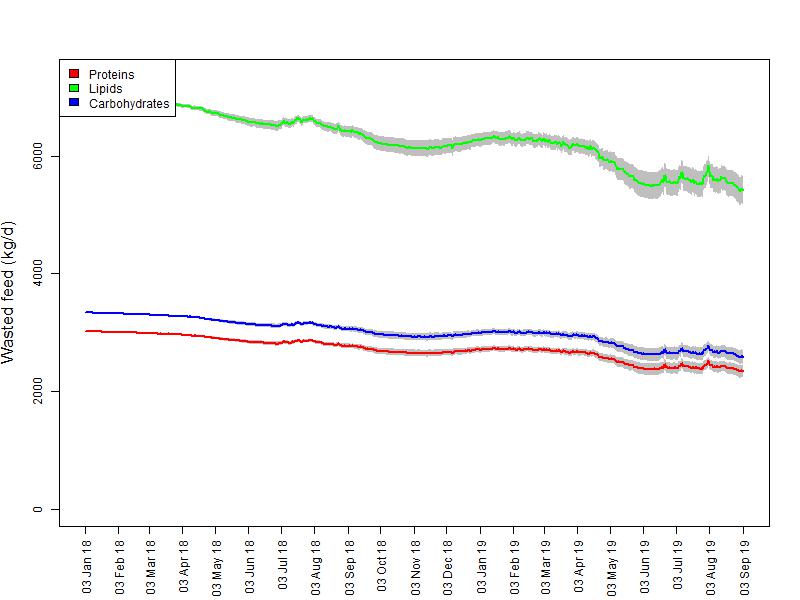 Proteins
Lipids
Carbohydrates
Wasted feed (kg/d)
6000
4000
2000
0
03 Jan 18
03 Feb 18
03 Mar 18
03 Apr 18
03 May 18
03 Jun 18
03 Jul 18
03 Aug 18
03 Sep 18
03 Oct 18
03 Nov 18
03 Dec 18
03 Jan 19
03 Feb 19
03 Mar 19
03 Apr 19
03 May 19
03 Jun 19
03 Jul 19
03 Aug 19
03 Sep 19